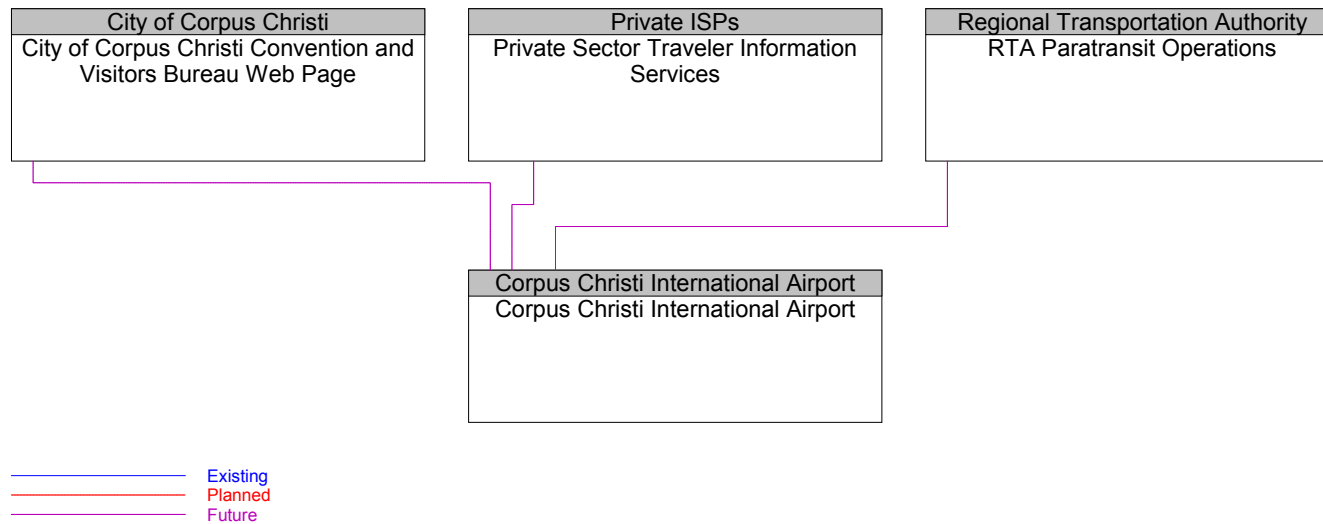 City of Corpus Christi
City of Corpus Christi Convention and
Visitors Bureau Web Page
Private ISPs
Private Sector Traveler Information
Services
Regional Transportation Authority
RTA Paratransit Operations
Corpus Christi International Airport
Corpus Christi International Airport
Existing
Planned
Future